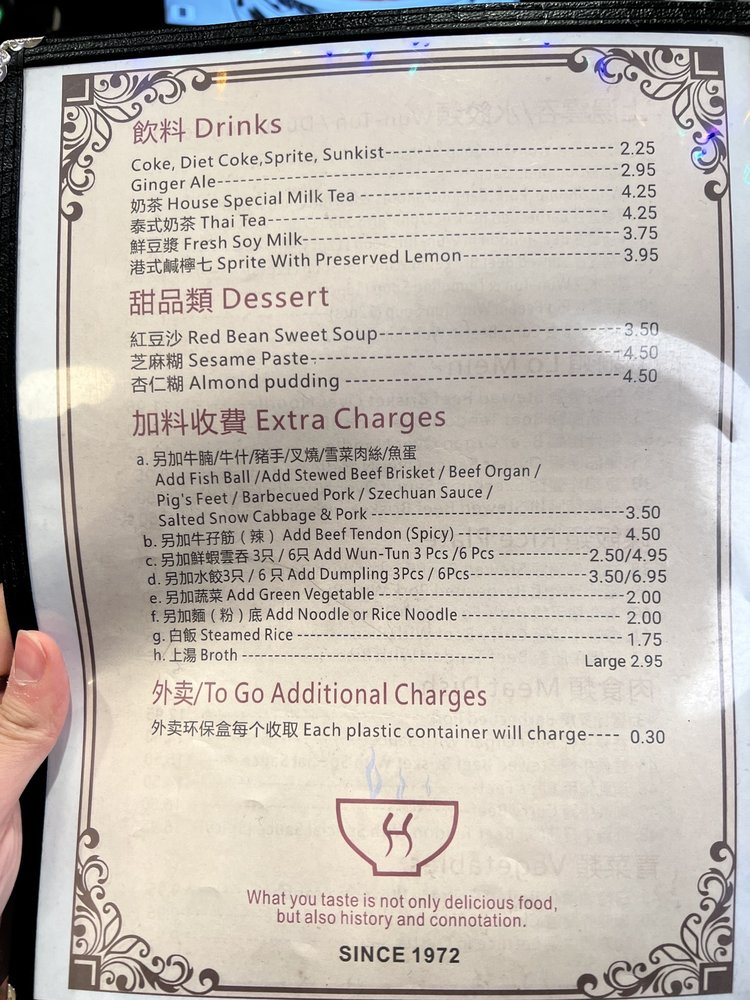 飲料 Drinks
Coke, Diet Coke,Sprite, Sunkist 2.25
Ginger Ale 2.95
奶茶 House Special Milk Tea 4.25
泰式奶茶 Thai Tea 4.25
鮮豆漿 Fresh Soy Milk 3.75
港式鹹檸七 Sprite With Preserved Lemon 3.95
甜品類 Dessert
紅豆沙 Red Bean Sweet Soup 3.50
芝麻糊 Sesame Paste 4.50
杏仁糊 Almond pudding 4.50
加料收費 Extra Charges
a. 另加牛腩/牛什/豬手/叉燒/雪菜肉絲/魚蛋
Add Fish Ball /Add Stewed Beef Brisket / Beef Organ /
Pig's Feet / Barbecued Pork / Szechuan Sauce /
Salted Snow Cabbage & Pork 3.50
b. 另加牛孖筋（辣）Add Beef Tendon (Spicy) 4.50
c. 另加鮮蝦雲吞 3只 / 6只 Add Wun-Tun 3 Pcs /6 Pcs 2.50/4.95
d. 另加水餃3只 / 6 只 Add Dumpling 3Pcs / 6Pcs 3.50/6.95
e. 另加蔬菜 Add Green Vegetable 2.00
f. 另加麵（粉）底 Add Noodle or Rice Noodle 2.00
g. 白飯 Steamed Rice 1.75
h. 上湯 Broth Large 2.95
外卖/To Go Additional Charges
外卖环保盒每个收取 Each plastic container will charge 0.30
What you taste is not only delicious food,
but also history and connotation.
SINCE 1972